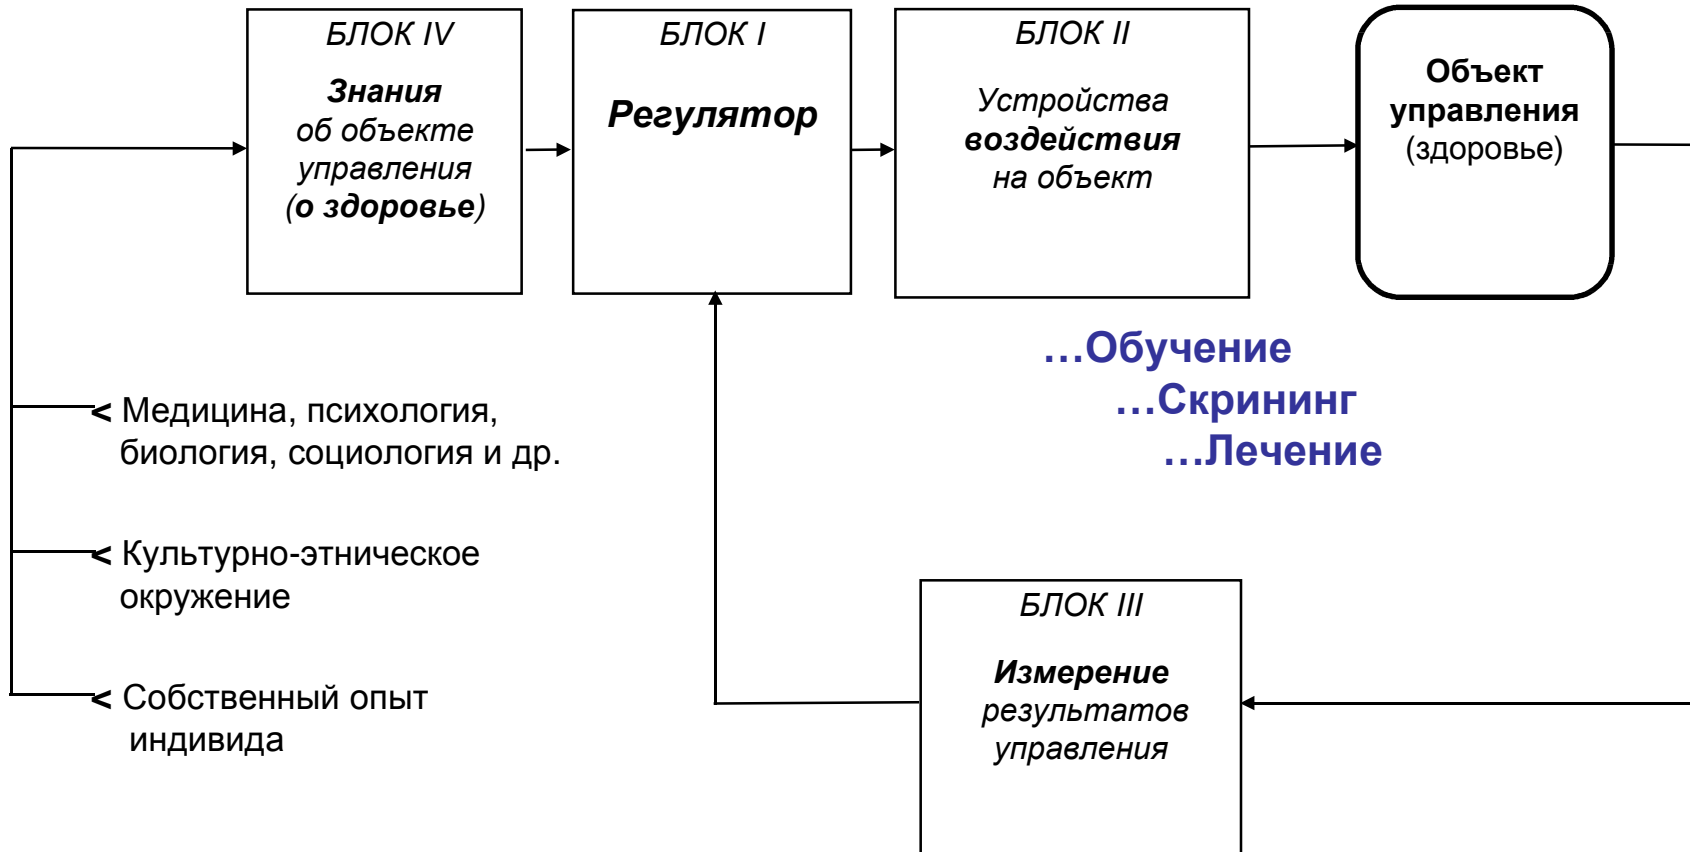 БЛОК IV
Знания
об объекте
управления
(о здоровье)
БЛОК I
Регулятор
БЛОК II
Устройства
воздействия
на объект
Объект
управления
(здоровье)
…Обучение
…Скрининг
…Лечение
< Медицина, психология,
биология, социология и др.
< Культурно-этническое
окружение
< Собственный опыт
индивида
БЛОК III
Измерение
результатов
управления